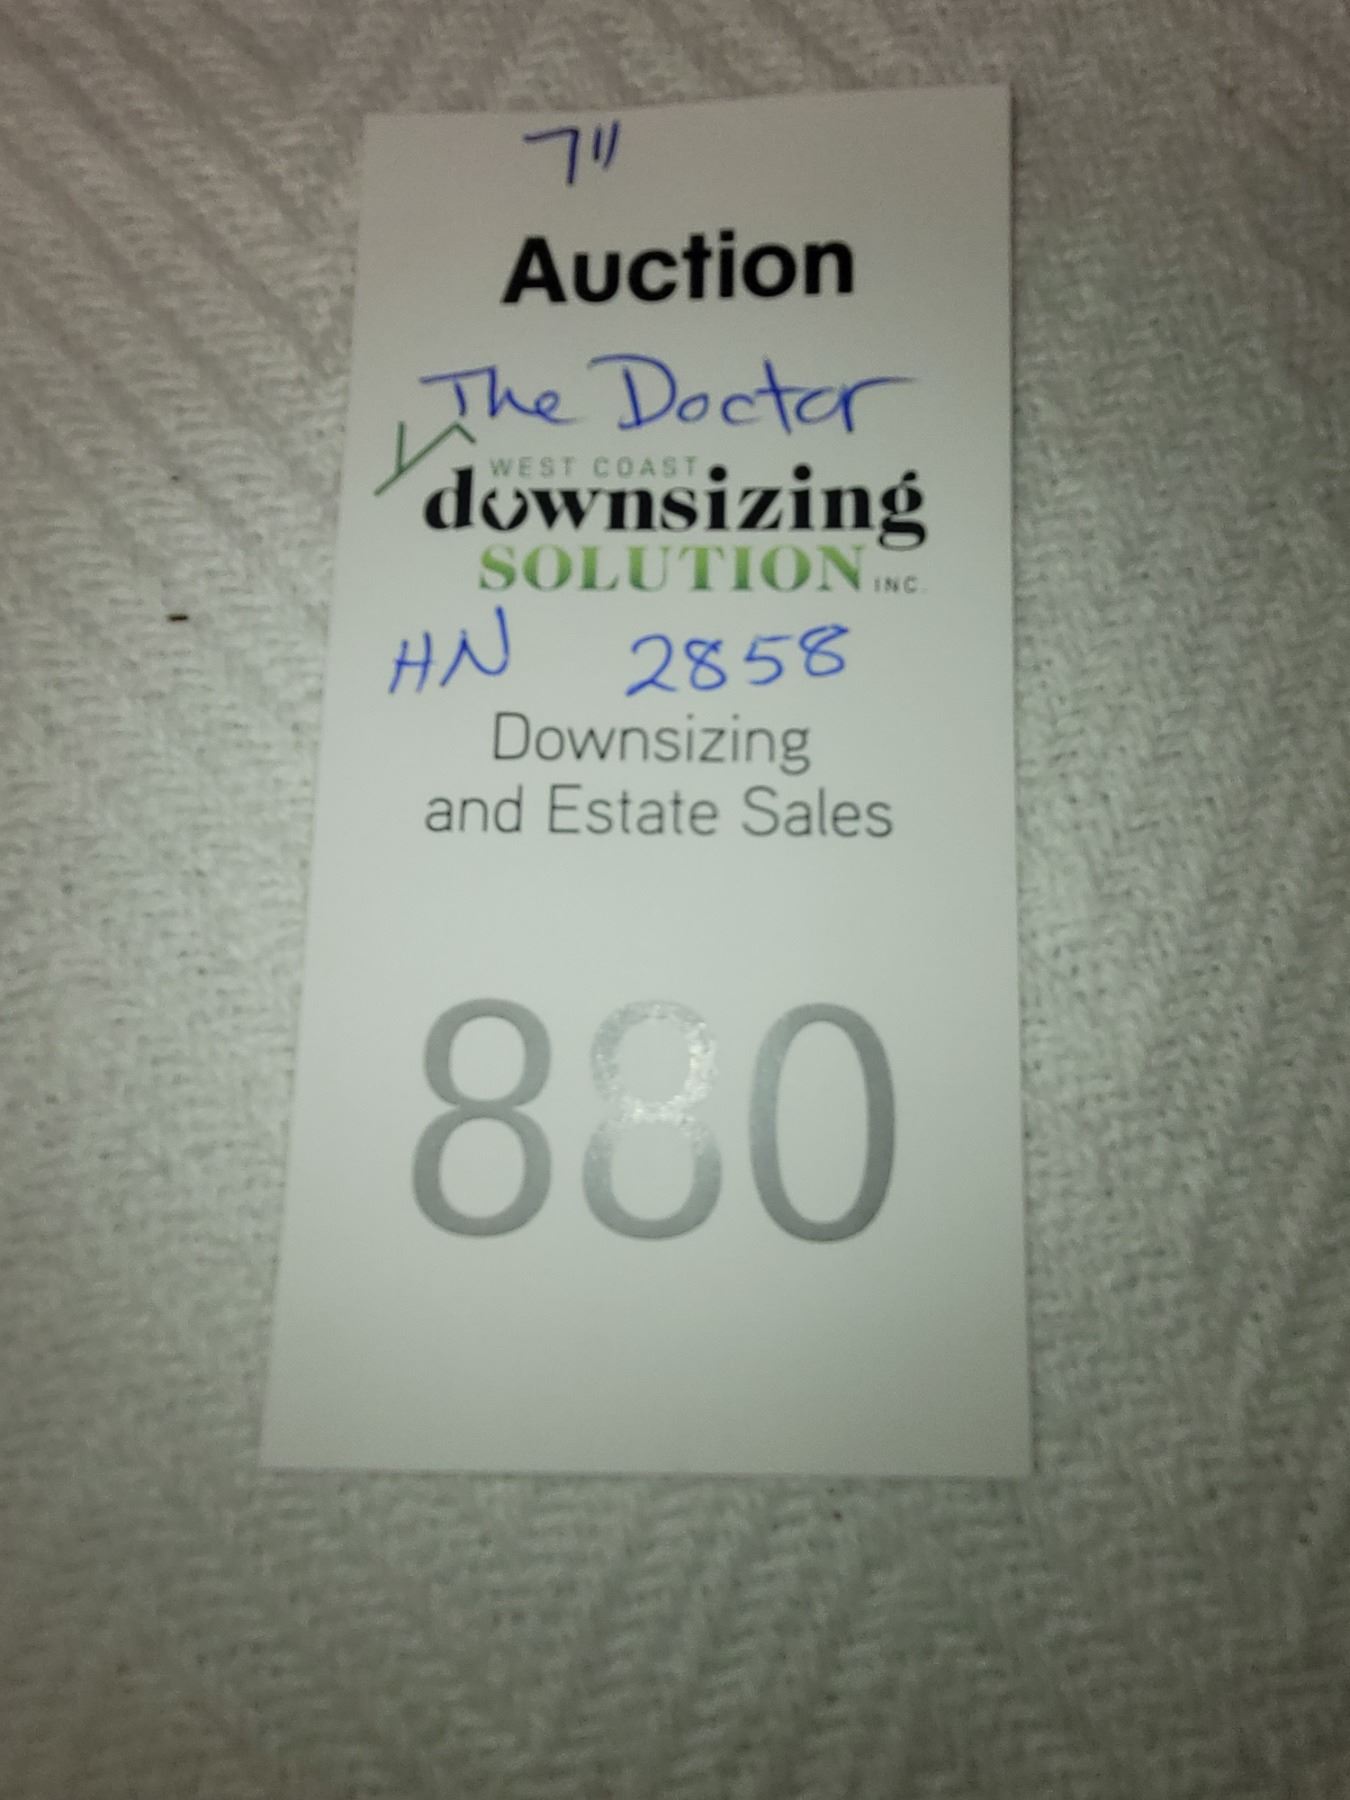 7"
Auction
The Doctor
WEST COAST
downsizing
SOLUTION INC.
HN 2858
Downsizing
and Estate Sales
880